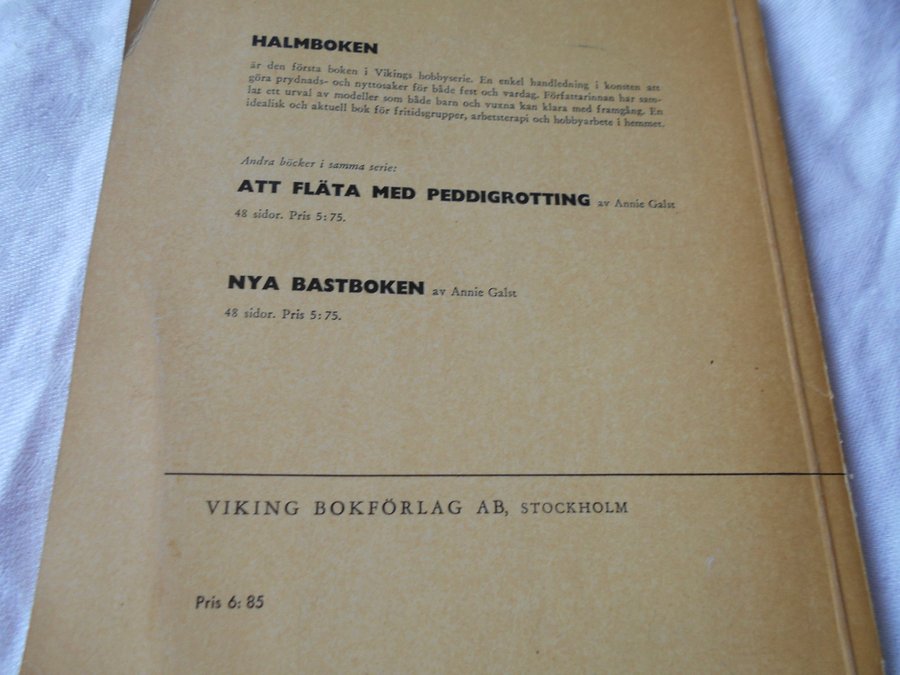 HALMBOKEN
är den första boken i Vikings hobbyserie. En enkel handledning i konsten att
göra prydnads- och nyttosaker för både fest och vardag. Författarinnan har sam-
lat ett urval av modeller som både barn och vuxna kan klara med framgång. En
idealisk och aktuell bok för fritidsgrupper, arbetsterapi och hobbyarbete i hemmet.
Andra böcker i samma serie:
ATT FLÄTA MED PEDDIGROTTING av Annie Galst
48 sidor. Pris 5:75.
NYA BASTBOKEN av Annie Galst
48 sidor. Pris 5:75.
VIKING BOKFÖRLAG AB, STOCKHOLM
Pris 6: 85